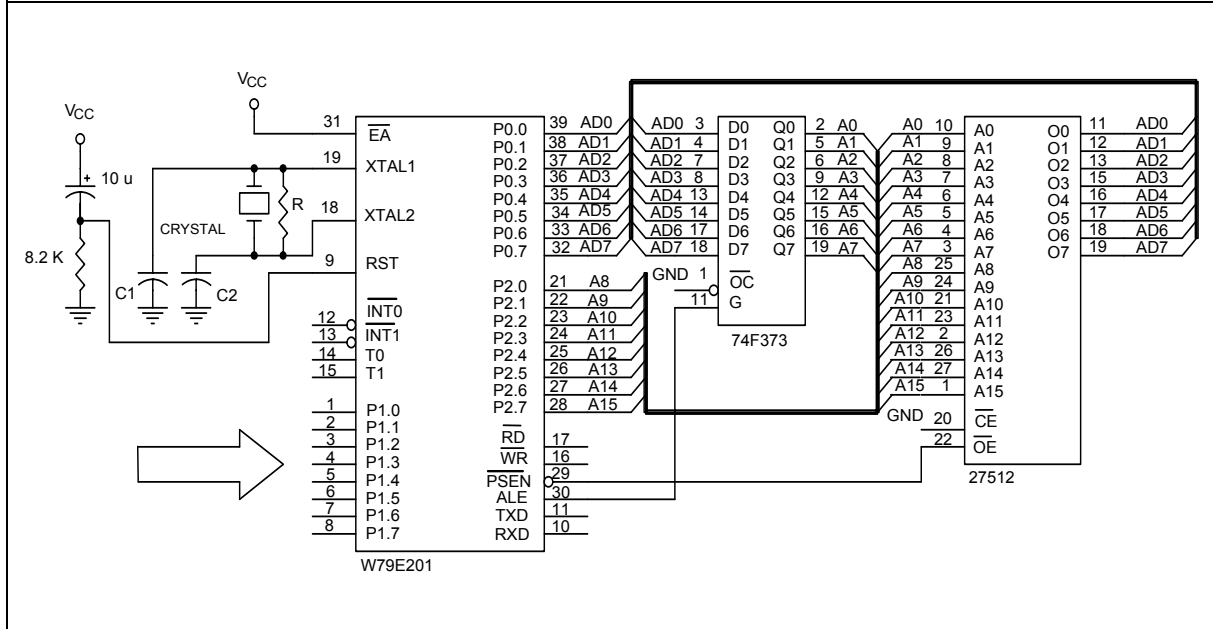 VCC
VCC
10 u
+
8.2 K
C1
C2
CRYSTAL
R
31 EA
19 XTAL1
18 XTAL2
9 RST
12 INT0
13 INT1
14 T0
15 T1
1 P1.0
2 P1.1
3 P1.2
4 P1.3
5 P1.4
6 P1.5
7 P1.6
8 P1.7
P0.0 39 AD0
P0.1 38 AD1
P0.2 37 AD2
P0.3 36 AD3
P0.4 35 AD4
P0.5 34 AD5
P0.6 33 AD6
P0.7 32 AD7
P2.0 21 A8
P2.1 22 A9
P2.2 23 A10
P2.3 24 A11
P2.4 25 A12
P2.5 26 A13
P2.6 27 A14
P2.7 28 A15
RD 17
WR 16
PSEN 29
ALE 30
TXD 11
RXD 10
W79E201
AD0 3 D0 Q0 2 A0
AD1 4 D1 Q1 5 A1
AD2 7 D2 Q2 6 A2
AD3 8 D3 Q3 9 A3
AD4 13 D4 Q4 12 A4
AD5 14 D5 Q5 15 A5
AD6 17 D6 Q6 16 A6
AD7 18 D7 Q7 19 A7
GND 1 OC
11 G
74F373
A0 10 A0 O0 11 AD0
A1 9 A1 O1 12 AD1
A2 8 A2 O2 13 AD2
A3 7 A3 O3 15 AD3
A4 6 A4 O4 16 AD4
A5 5 A5 O5 17 AD5
A6 4 A6 O6 18 AD6
A7 3 A7 O7 19 AD7
A8 25 A8
A9 24 A9
A10 21 A10
A11 23 A11
A12 2 A12
A13 26 A13
A14 27 A14
A15 1 A15
GND 20 CE
22 OE
27512